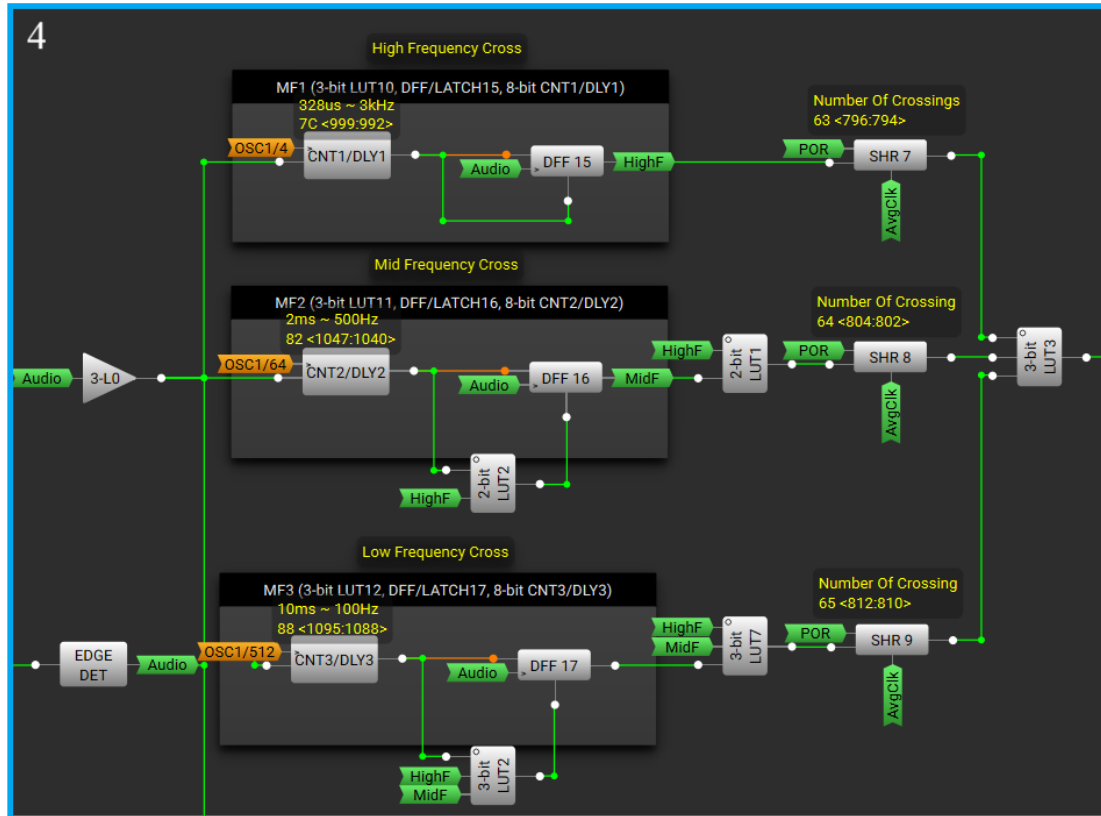 4
High Frequency Cross
MF1 (3-bit LUT10, DFF/LATCH15, 8-bit CNT1/DLY1)
328us ~ 3kHz
7C <999:992>
OSC1/4
CNT1/DLY1
Audio
DFF 15
HighF
Number Of Crossings
63 <796:794>
POR
SHR 7
AvgClk
Mid Frequency Cross
MF2 (3-bit LUT11, DFF/LATCH16, 8-bit CNT2/DLY2)
2ms ~ 500Hz
82 <1047:1040>
OSC1/64
CNT2/DLY2
Audio
DFF 16
MidF
HighF
2-bit
LUT1
Number Of Crossing
64 <804:802>
POR
SHR 8
AvgClk
3-bit
LUT3
Audio
3-L0
HighF
2-bit
LUT2
Low Frequency Cross
MF3 (3-bit LUT12, DFF/LATCH17, 8-bit CNT3/DLY3)
10ms ~ 100Hz
88 <1095:1088>
EDGE
DET
Audio
OSC1/512
CNT3/DLY3
Audio
DFF 17
HighF
MidF
3-bit
LUT7
Number Of Crossing
65 <812:810>
POR
SHR 9
AvgClk
HighF
MidF
3-bit
LUT2